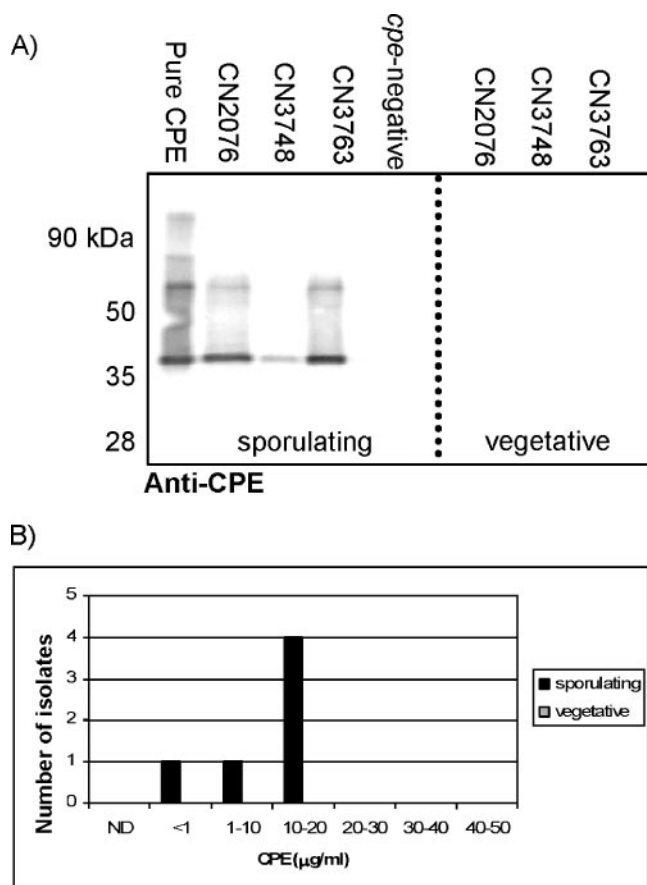 A)
Pure CPE
CN2076
CN3748
CN3763
cpe-negative
CN2076
CN3748
CN3763
90 kDa
50
35
28
sporulating
vegetative
Anti-CPE
B)
Number of isolates
5
4
3
2
1
0
ND
<1
1-10
10-20
20-30
30-40
40-50
CPE(µg/ml)
sporulating
vegetative